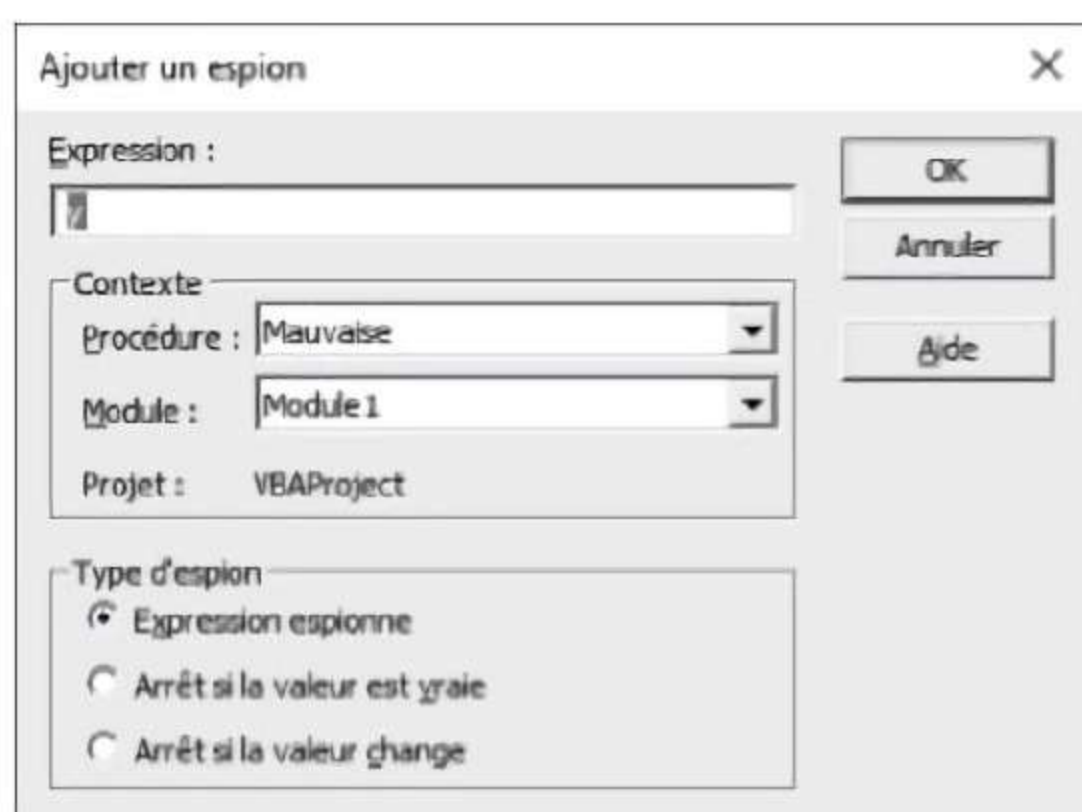 Ajouter un espion
Expression :
OK
Annuler
Contexte
Procédure : Mauvaise
Aide
Module : Module1
Projet : VBAProject
Type d'espion
Expression espionne
Arrêt si la valeur est vraie
Arrêt si la valeur change